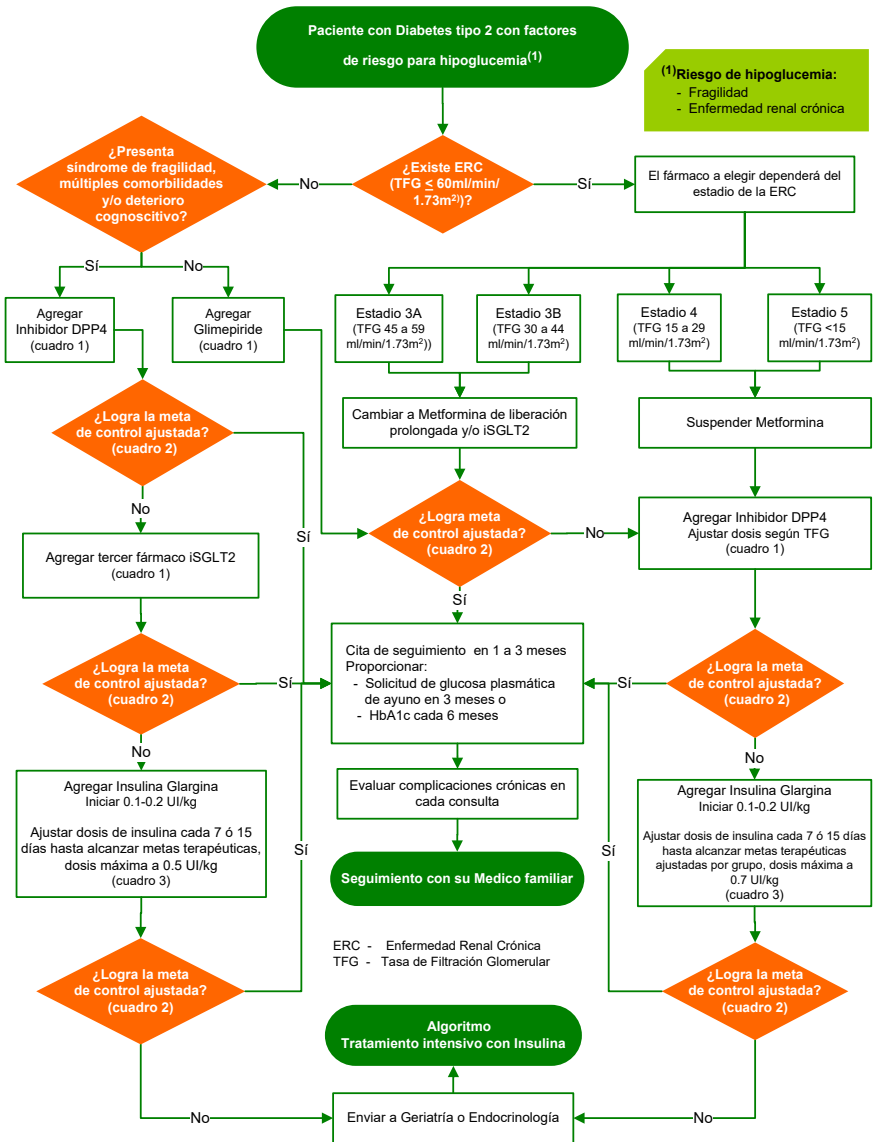 Paciente con Diabetes tipo 2 con factores
de riesgo para hipoglucemia(1)
(1)Riesgo de hipoglucemia:
- Fragilidad
- Enfermedad renal crónica
¿Presenta
síndrome de fragilidad,
múltiples comorbilidades
y/o deterioro
cognoscitivo?
No
¿Existe ERC
(TFG ≤ 60ml/min/
1.73m2))?
Sí
El fármaco a elegir dependerá del
estadio de la ERC
Sí
No
Agregar
Inhibidor DPP4
(cuadro 1)
Agregar
Glimepiride
(cuadro 1)
Estadio 3A
(TFG 45 a 59
ml/min/1.73m2))
Estadio 3B
(TFG 30 a 44
ml/min/1.73m2)
Estadio 4
(TFG 15 a 29
ml/min/1.73m2)
Estadio 5
(TFG <15
ml/min/1.73m2)
¿Logra la meta
de control ajustada?
(cuadro 2)
Cambiar a Metformina de liberación
prolongada y/o iSGLT2
Suspender Metformina
No
Sí
¿Logra meta
de control ajustada?
(cuadro 2)
No
Agregar Inhibidor DPP4
Ajustar dosis según TFG
(cuadro 1)
Agregar tercer fármaco iSGLT2
(cuadro 1)
Sí
¿Logra la meta
de control ajustada?
(cuadro 2)
Sí
Cita de seguimiento en 1 a 3 meses
Proporcionar:
- Solicitud de glucosa plasmática
de ayuno en 3 meses o
- HbA1c cada 6 meses
Sí
¿Logra la meta
de control ajustada?
(cuadro 2)
No
No
Agregar Insulina Glargina
Iniciar 0.1-0.2 UI/kg
Ajustar dosis de insulina cada 7 ó 15
días hasta alcanzar metas terapéuticas,
dosis máxima a 0.5 UI/kg
(cuadro 3)
Sí
Evaluar complicaciones crónicas en
cada consulta
Sí
Agregar Insulina Glargina
Iniciar 0.1-0.2 UI/kg
Ajustar dosis de insulina cada 7 ó 15 días
hasta alcanzar metas terapéuticas
ajustadas por grupo, dosis máxima a
0.7 UI/kg
(cuadro 3)
Seguimiento con su Medico familiar
ERC - Enfermedad Renal Crónica
TFG - Tasa de Filtración Glomerular
¿Logra la meta
de control ajustada?
(cuadro 2)
¿Logra la meta
de control ajustada?
(cuadro 2)
Algoritmo
Tratamiento intensivo con Insulina
No
Enviar a Geriatría o Endocrinología
No